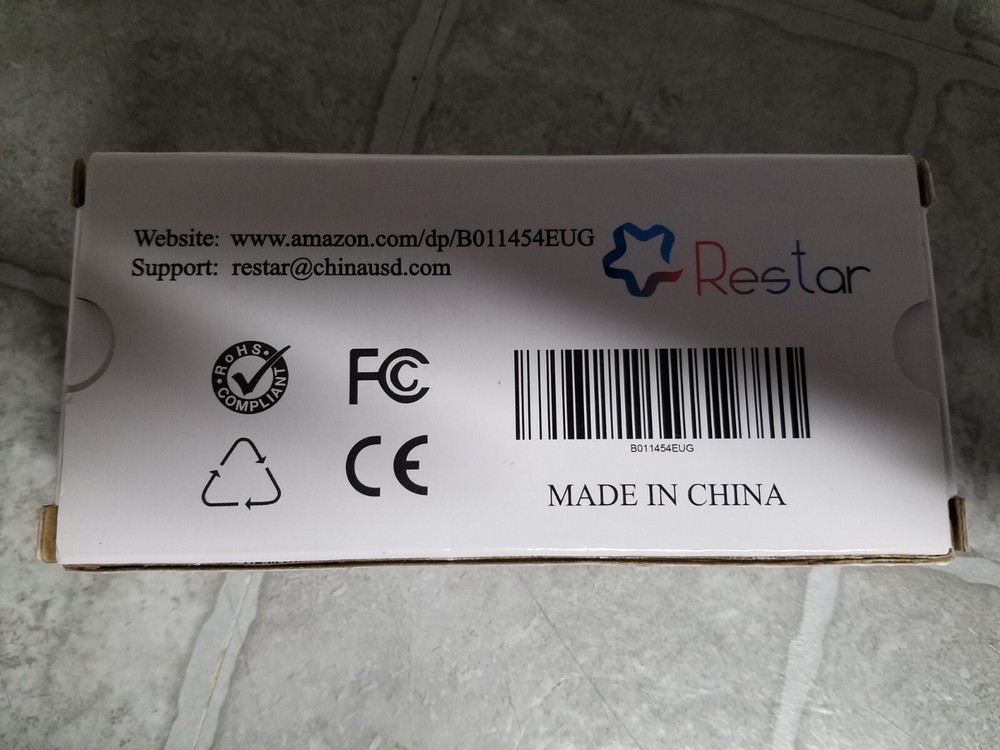 Website: www.amazon.com/dp/B011454EUG
Support: restar@chinausd.com
Restar
RoHS
COMPLIANT
FC
CE
B011454EUG
MADE IN CHINA